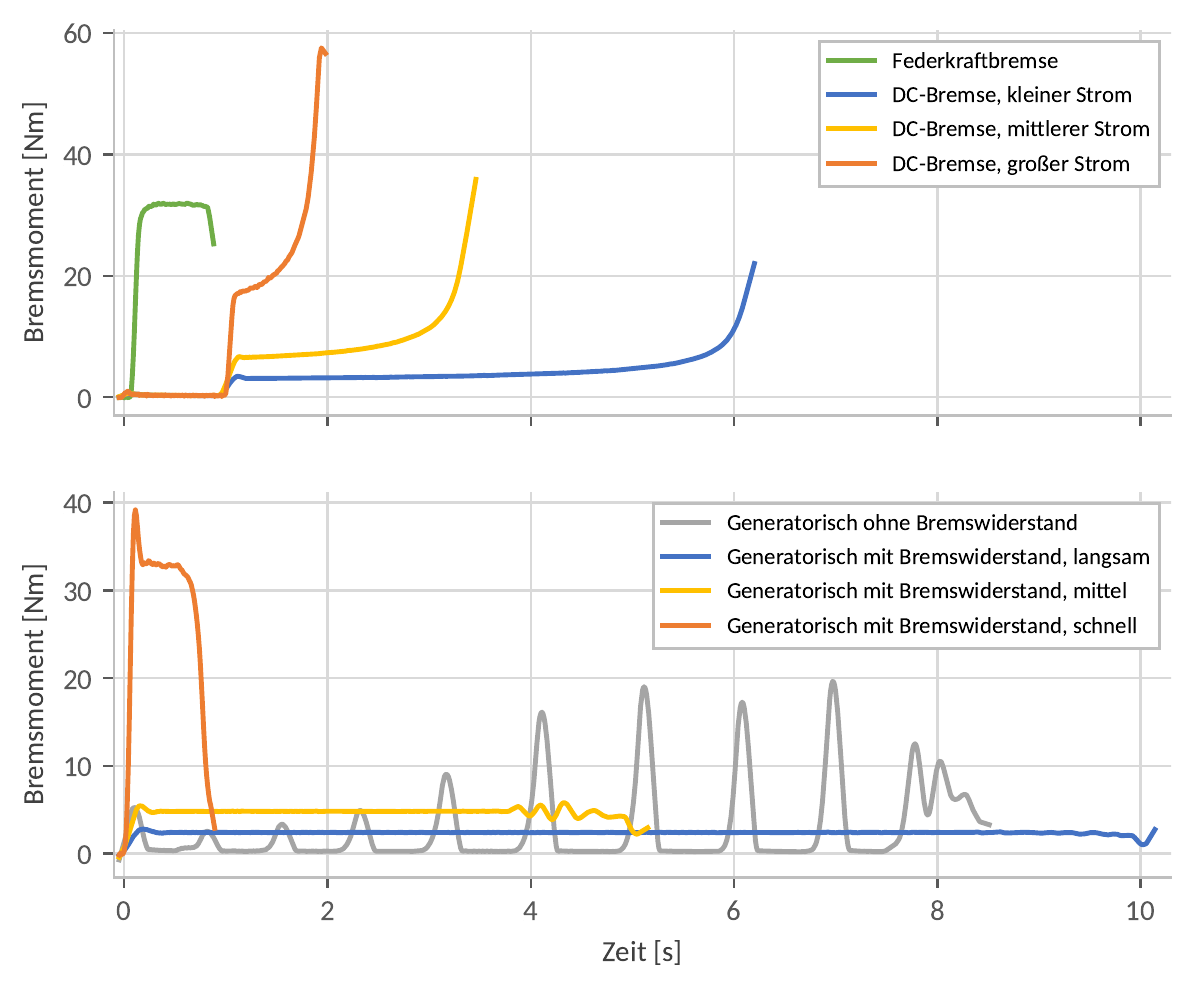 60
40
20
0
Bremsmoment [Nm]
Federkraftbremse
DC-Bremse, kleiner Strom
DC-Bremse, mittlerer Strom
DC-Bremse, großer Strom
40
30
20
10
0
Bremsmoment [Nm]
Generatorisch ohne Bremswiderstand
Generatorisch mit Bremswiderstand, langsam
Generatorisch mit Bremswiderstand, mittel
Generatorisch mit Bremswiderstand, schnell
0 2 4 6 8 10
Zeit [s]